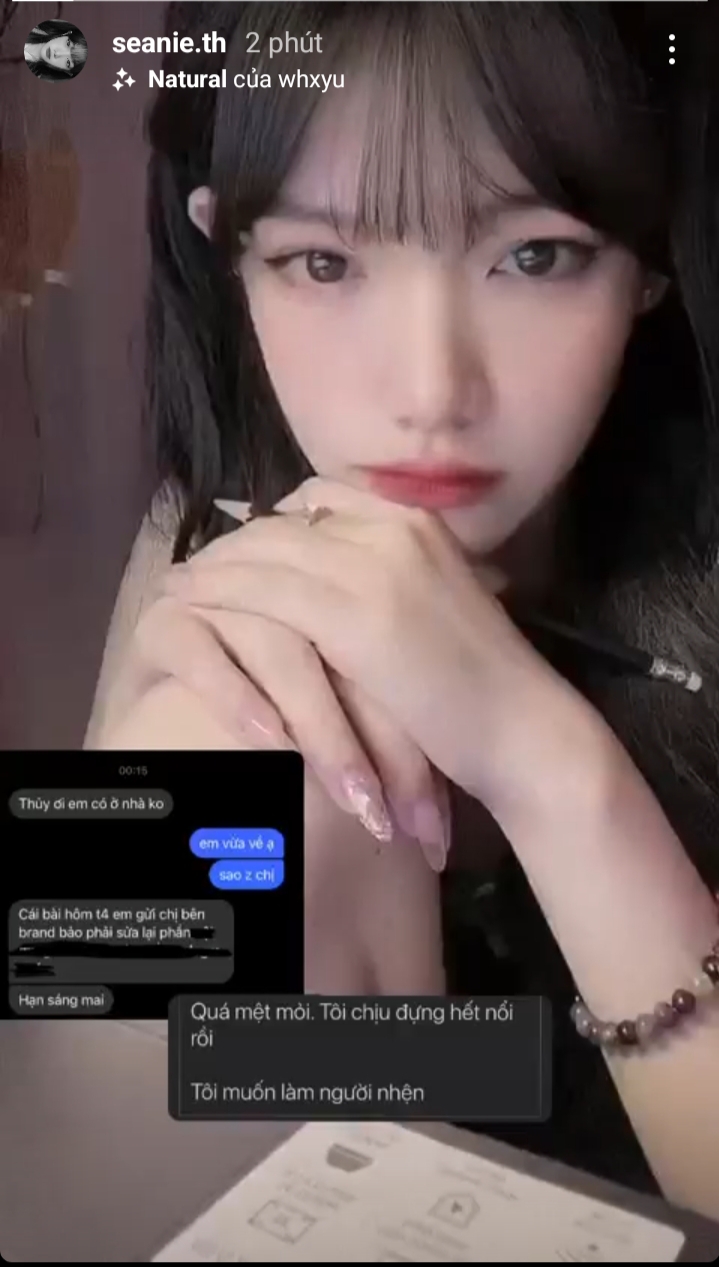 seanie.th 2 phút
Natural của whxyu
00:15
Thủy ơi em có ở nhà ko
em vừa về ạ
sao z chị
Cái bài hôm t4 em gửi chị bên
brand bảo phải sửa lại phần
Hạn sáng mai
Quá mệt mỏi. Tôi chịu đựng hết nổi
rồi
Tôi muốn làm người nhện